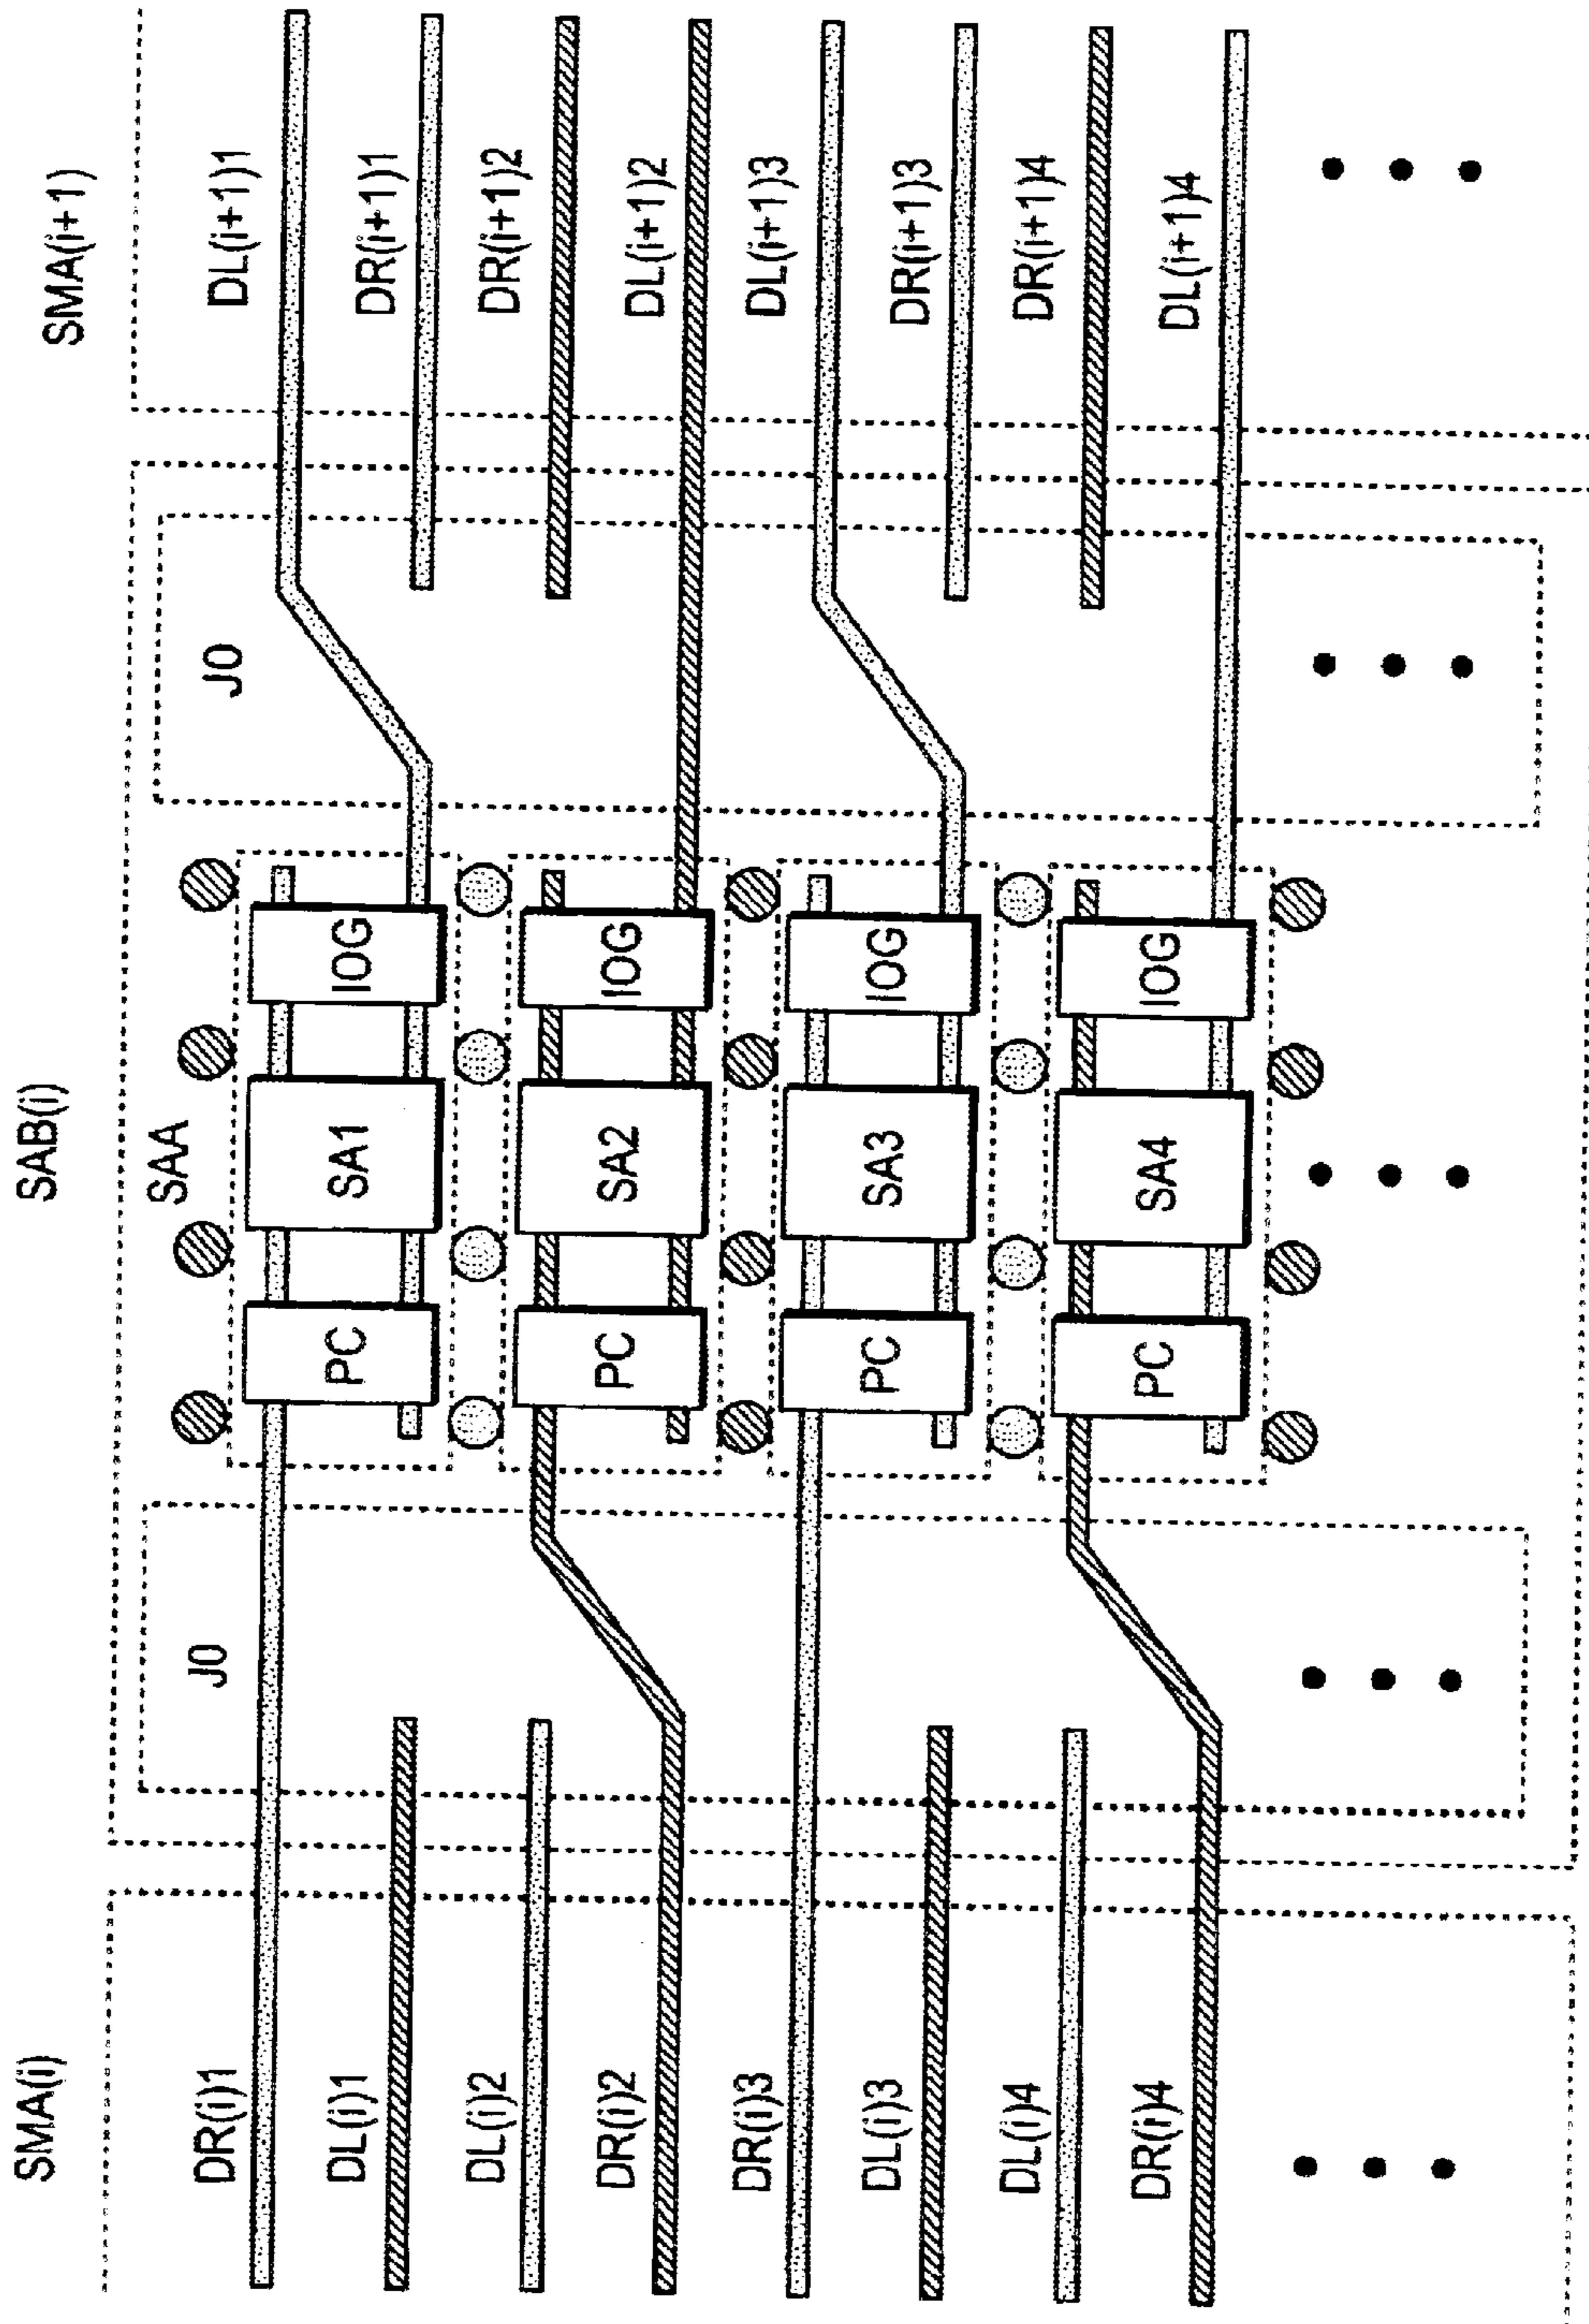 SMA(i)
SAB(i)
SMA(i+1)
SAA
J0
J0
DR(i)1
DL(i)1
DL(i)2
DR(i)2
DR(i)3
DL(i)3
DL(i)4
DR(i)4
PC
SA1
IOG
PC
SA2
IOG
PC
SA3
IOG
PC
SA4
IOG
DL(i+1)1
DR(i+1)1
DR(i+1)2
DL(i+1)2
DL(i+1)3
DR(i+1)3
DR(i+1)4
DL(i+1)4